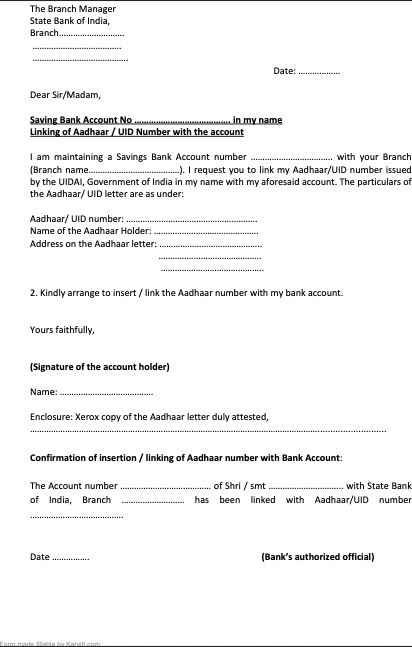 The Branch Manager
State Bank of India,
Branch………………………
…………………………….
……………………………….
Date: ……………
Dear Sir/Madam,
Saving Bank Account No ………………………………… in my name
Linking of Aadhaar / UID Number with the account
I am maintaining a Savings Bank Account number …………………………… with your Branch
(Branch name………………………………). I request you to link my Aadhaar/UID number issued
by the UIDAI, Government of India in my name with my aforesaid account. The particulars of
the Aadhaar/ UID letter are as under:
Aadhaar/ UID number: ……………………………………………..
Name of the Aadhaar Holder: ……………………………………
Address on the Aadhaar letter: …………………………………..
…………………………………..
…………………………………..
2. Kindly arrange to insert / link the Aadhaar number with my bank account.
Yours faithfully,
(Signature of the account holder)
Name: ……………………………….
Enclosure: Xerox copy of the Aadhaar letter duly attested,
………………………………………………………………………………………………………………………………
Confirmation of insertion / linking of Aadhaar number with Bank Account:
The Account number ……………………………… of Shri / smt ………………………… with State Bank
of India, Branch ……………………. has been linked with Aadhaar/UID number
……………………………….
Date ……………
(Bank's authorized official)
Form made fillable by Karvitt.com